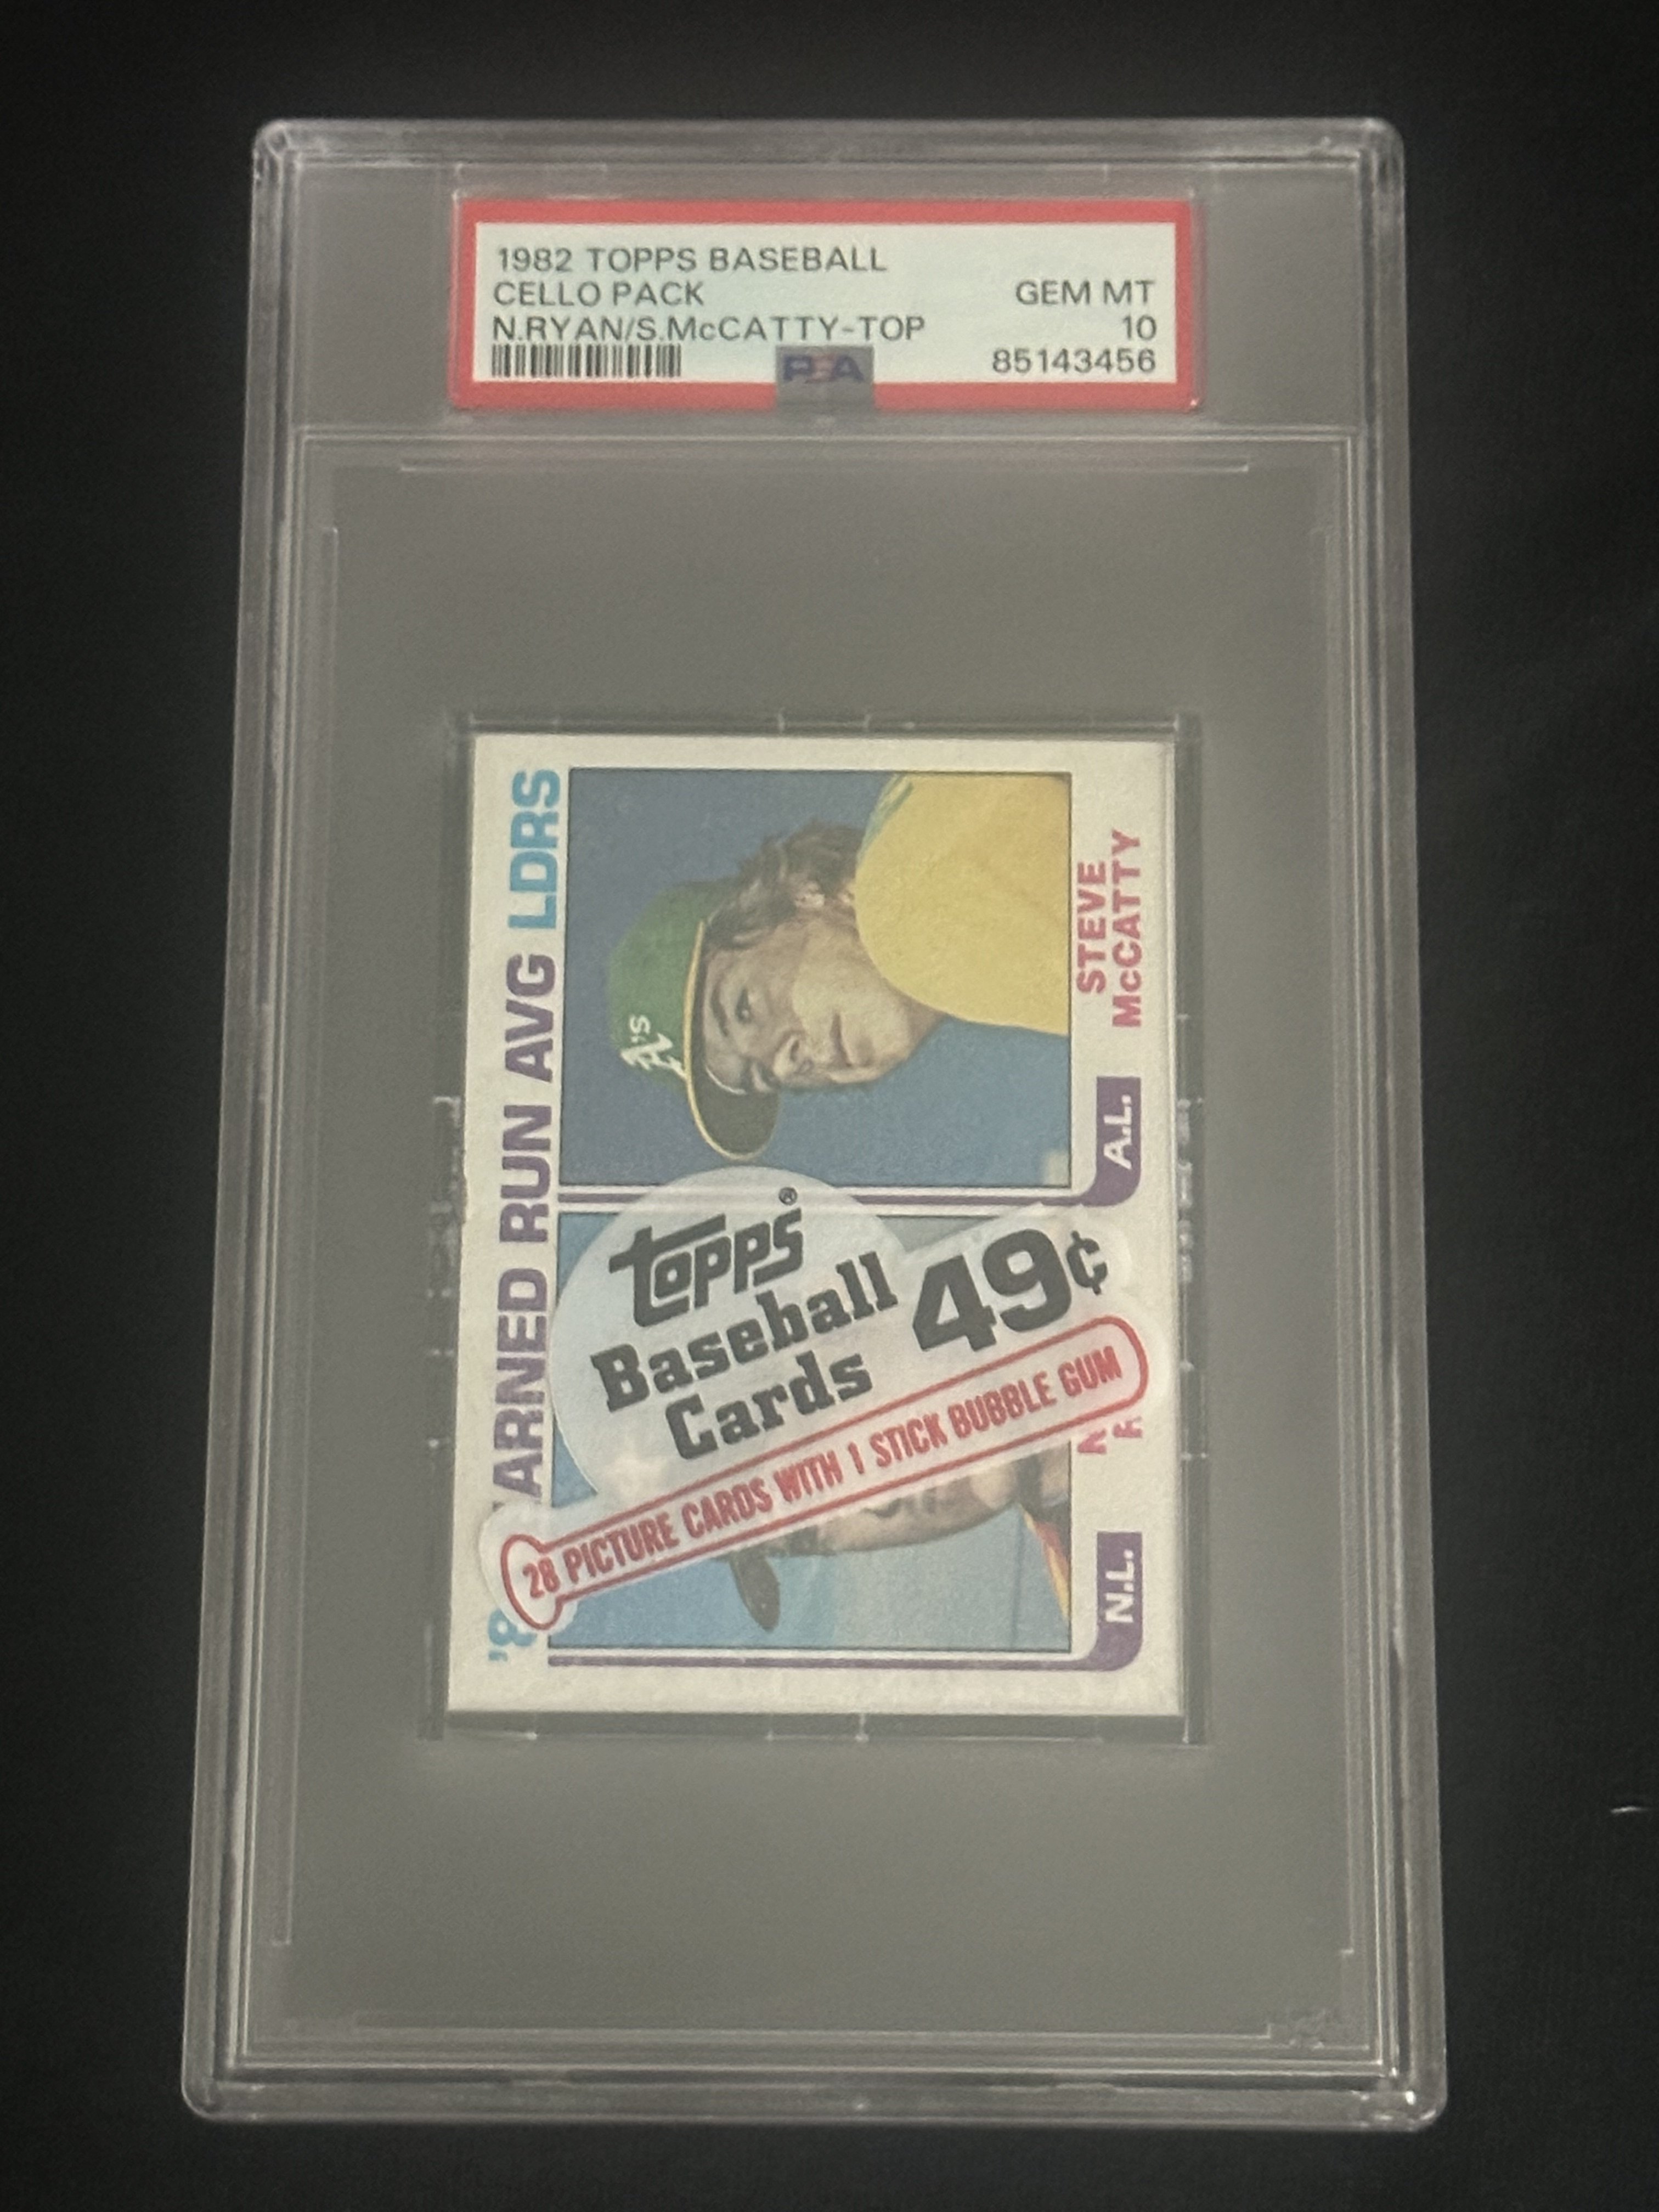 1982 TOPPS BASEBALL
CELLO PACK
GEM MT
N.RYAN/S.McCATTY-TOP
10
PSA
85143456
ARNED RUN AVG LDRS
A's
STEVE
McCATTY
A.L.
N.L.
Topps®
Baseball
Cards
49¢
28 PICTURE CARDS WITH 1 STICK BUBBLE GUM